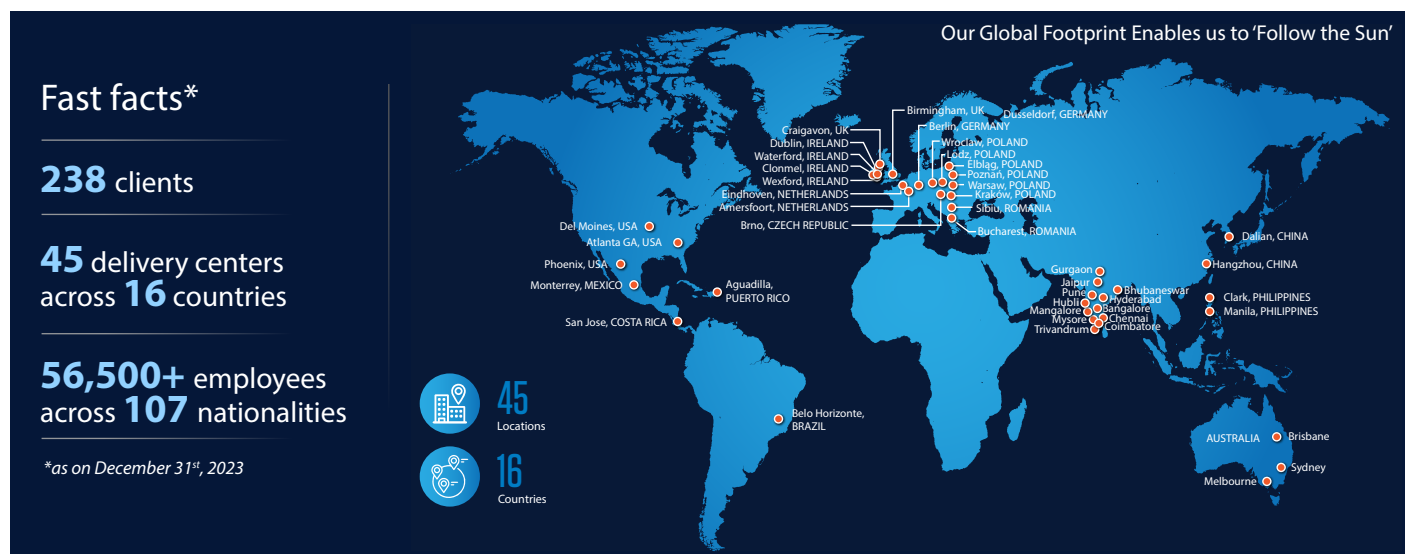 Our Global Footprint Enables us to ‘Follow the Sun’
Fast facts*
238 clients
45 delivery centers
across 16 countries
56,500+ employees
across 107 nationalities
*as on December 31st, 2023
Birmingham, UK
Düsseldorf, GERMANY
Berlin, GERMANY
Craigavon, UK
Dublin, IRELAND
Waterford, IRELAND
Clonmel, IRELAND
Wexford, IRELAND
Eindhoven, NETHERLANDS
Amersfoort, NETHERLANDS
Brno, CZECH REPUBLIC
Wrocław, POLAND
Lódz, POLAND
Elbląg, POLAND
Poznań, POLAND
Warsaw, POLAND
Kraków, POLAND
Sibiu, ROMANIA
Bucharest, ROMANIA
Del Moines, USA
Atlanta GA, USA
Phoenix, USA
Monterrey, MEXICO
Aguadilla,
PUERTO RICO
San Jose, COSTA RICA
Belo Horizonte,
BRAZIL
Gurgaon
Jaipur
Pune
Hubli
Mangalore
Mysore
Trivandrum
Bhubaneswar
Hyderabad
Bangalore
Chennai
Coimbatore
Dalian, CHINA
Hangzhou, CHINA
Clark, PHILIPPINES
Manila, PHILIPPINES
AUSTRALIA
Brisbane
Sydney
Melbourne
45
Locations
16
Countries